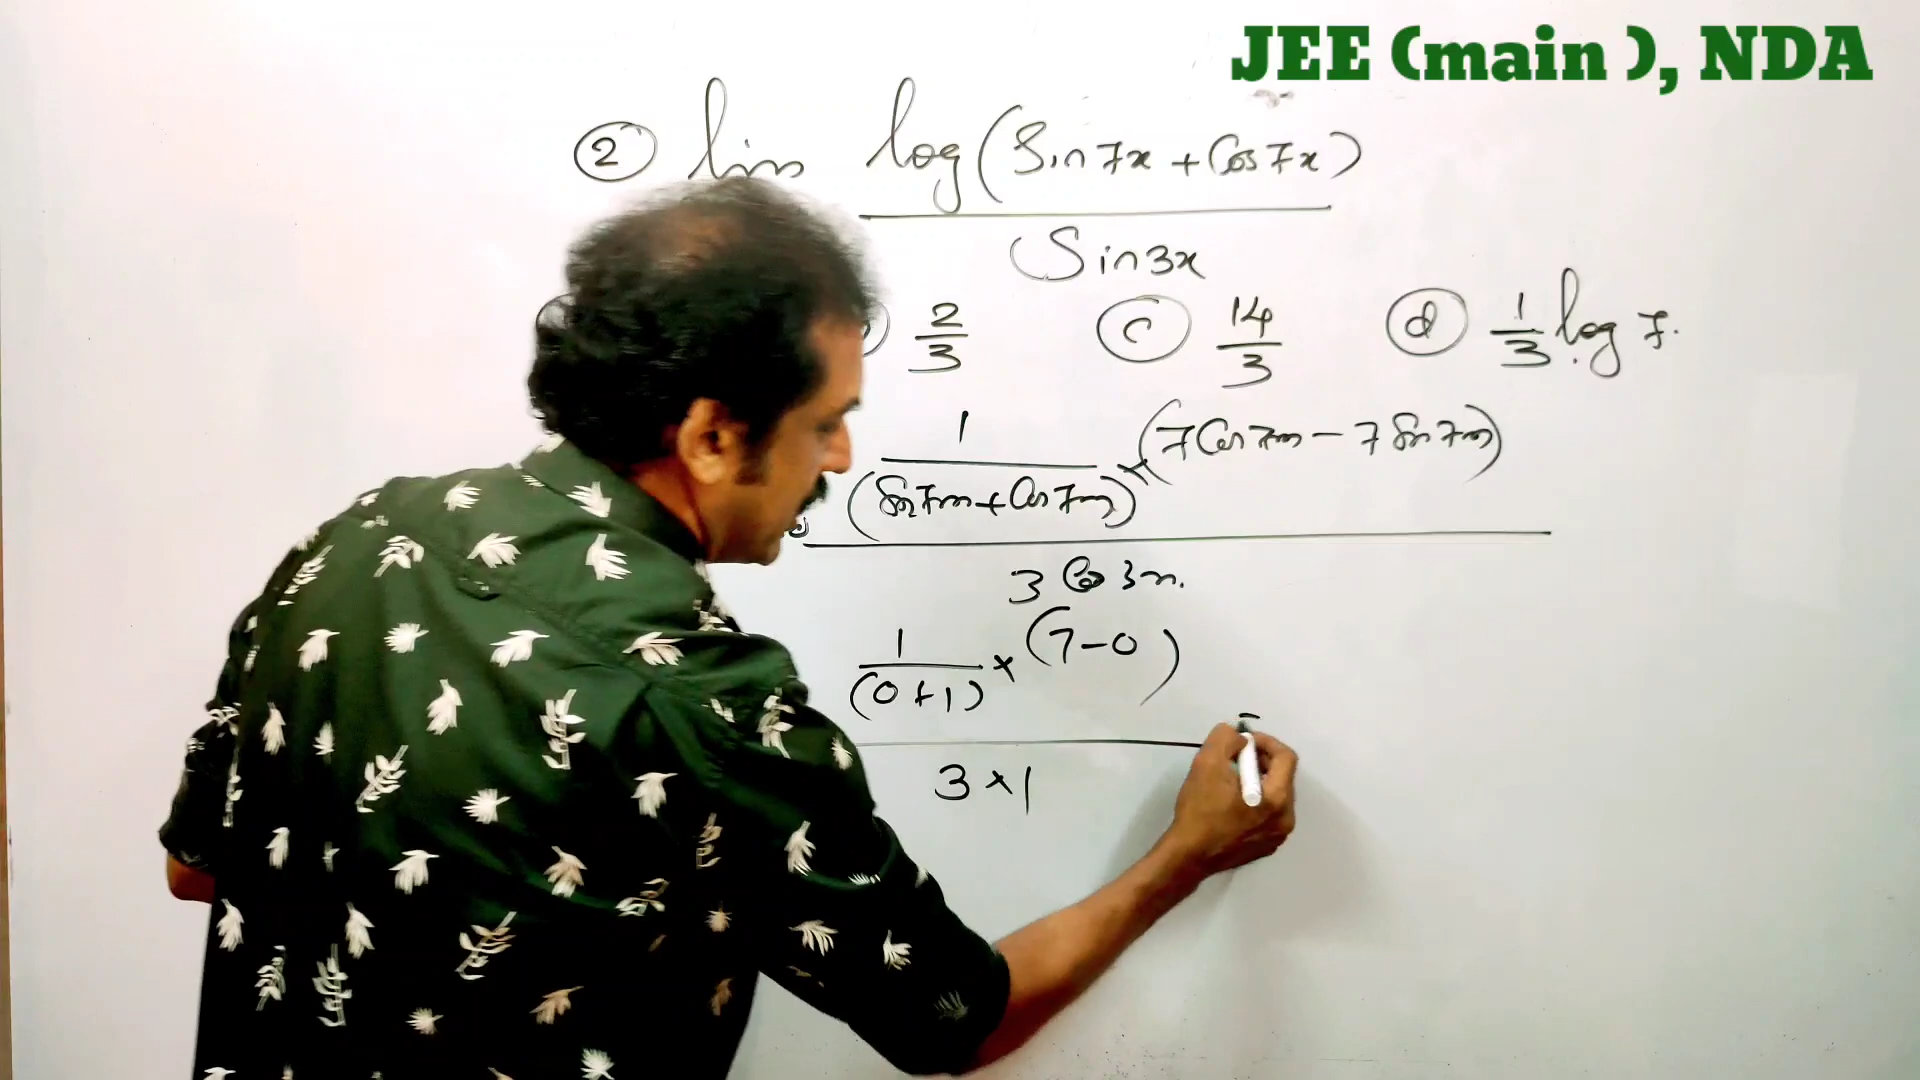 JEE (main ), NDA
② lim log(Sin7x + Cos7x)
Sin3x
2/3 ⓒ 14/3 ⓓ 1/3 log 7.
1/(Sin7x + Cos7x) × (7Cos7x - 7Sin7x)
3 Cos 3x.
1/(0+1) × (7-0)
3 × 1